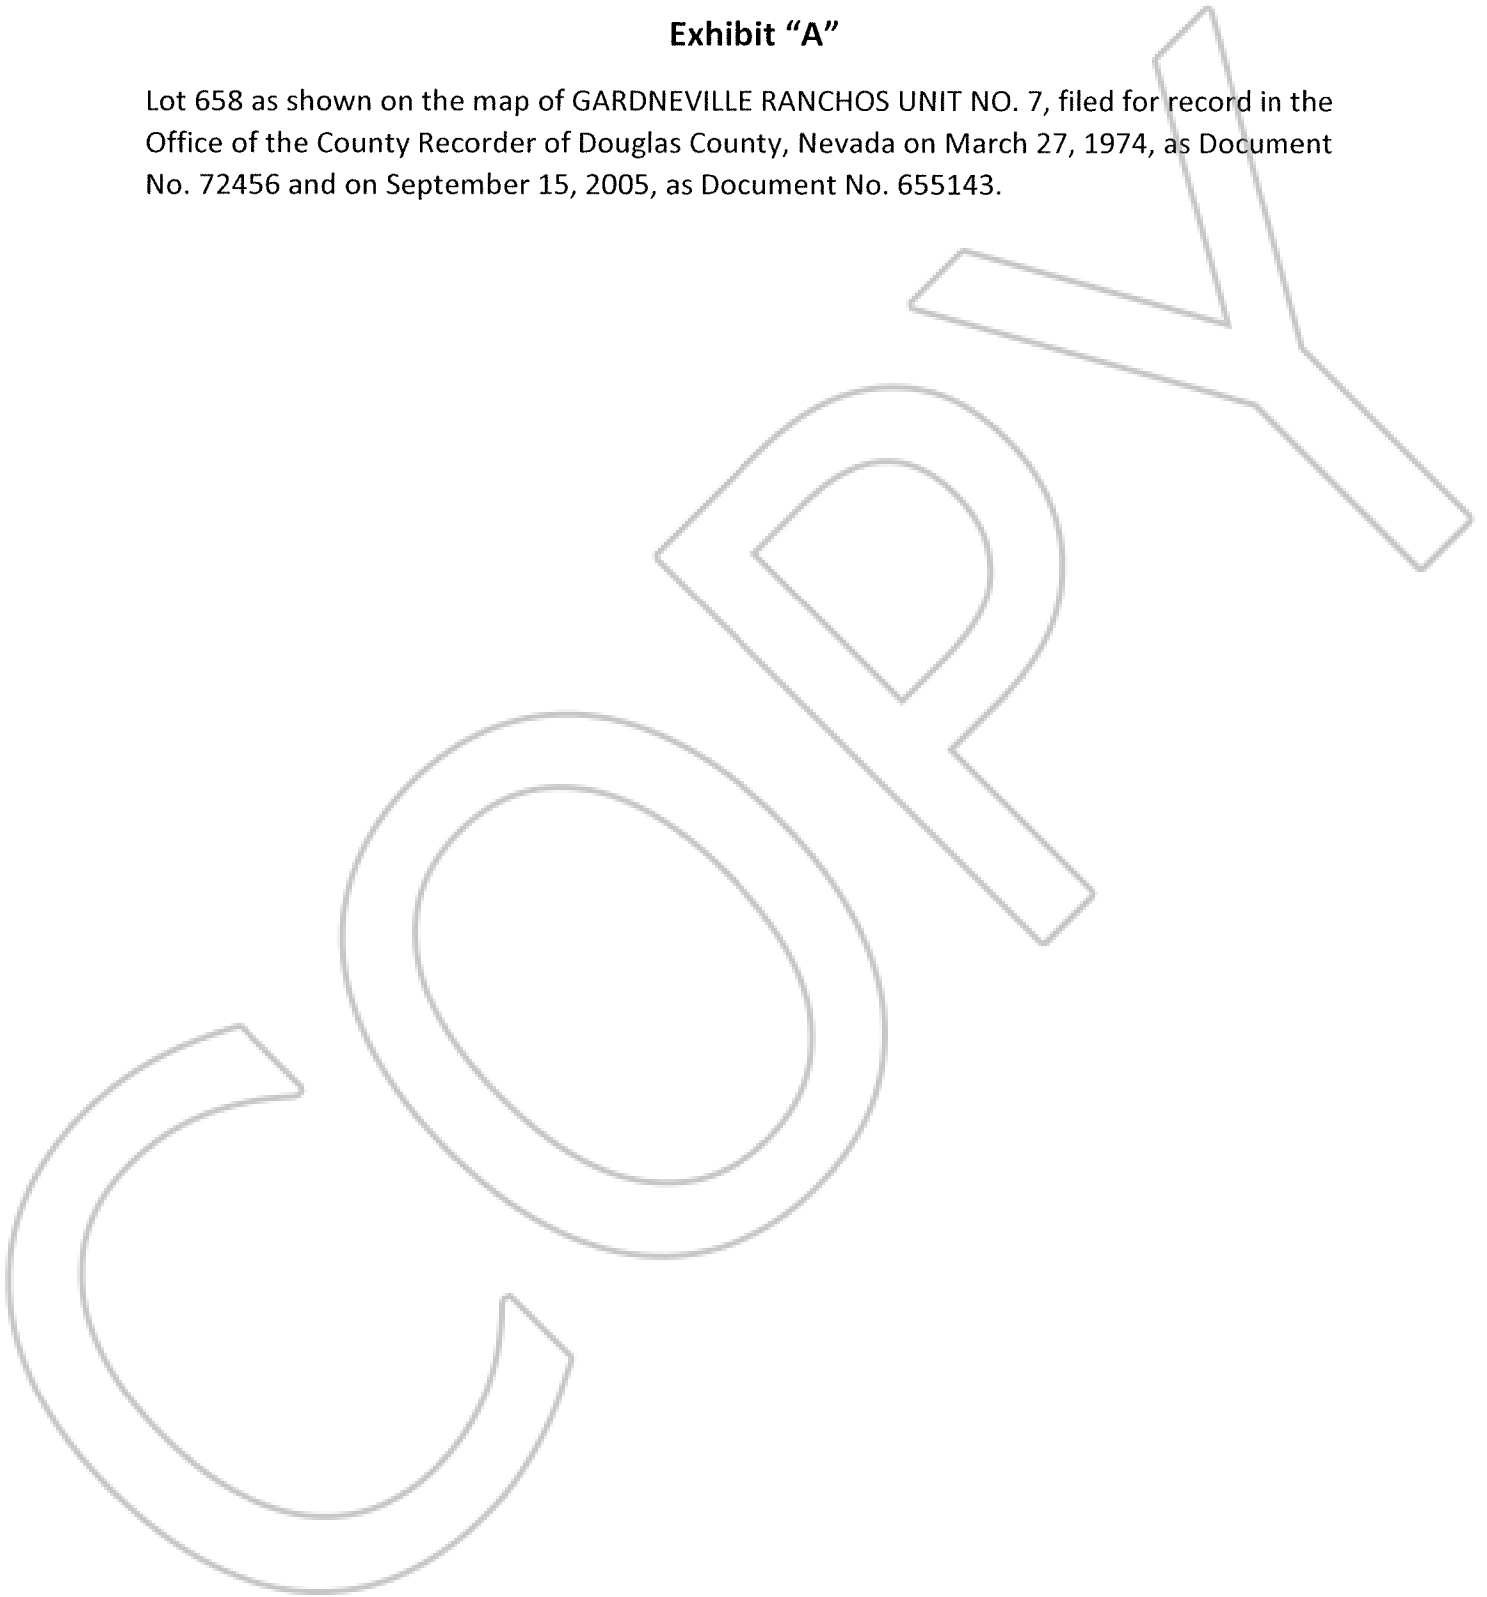 Exhibit “A”
Lot 658 as shown on the map of GARDNEVILLE RANCHOS UNIT NO. 7, filed for record in the
Office of the County Recorder of Douglas County, Nevada on March 27, 1974, as Document
No. 72456 and on September 15, 2005, as Document No. 655143.
COPY